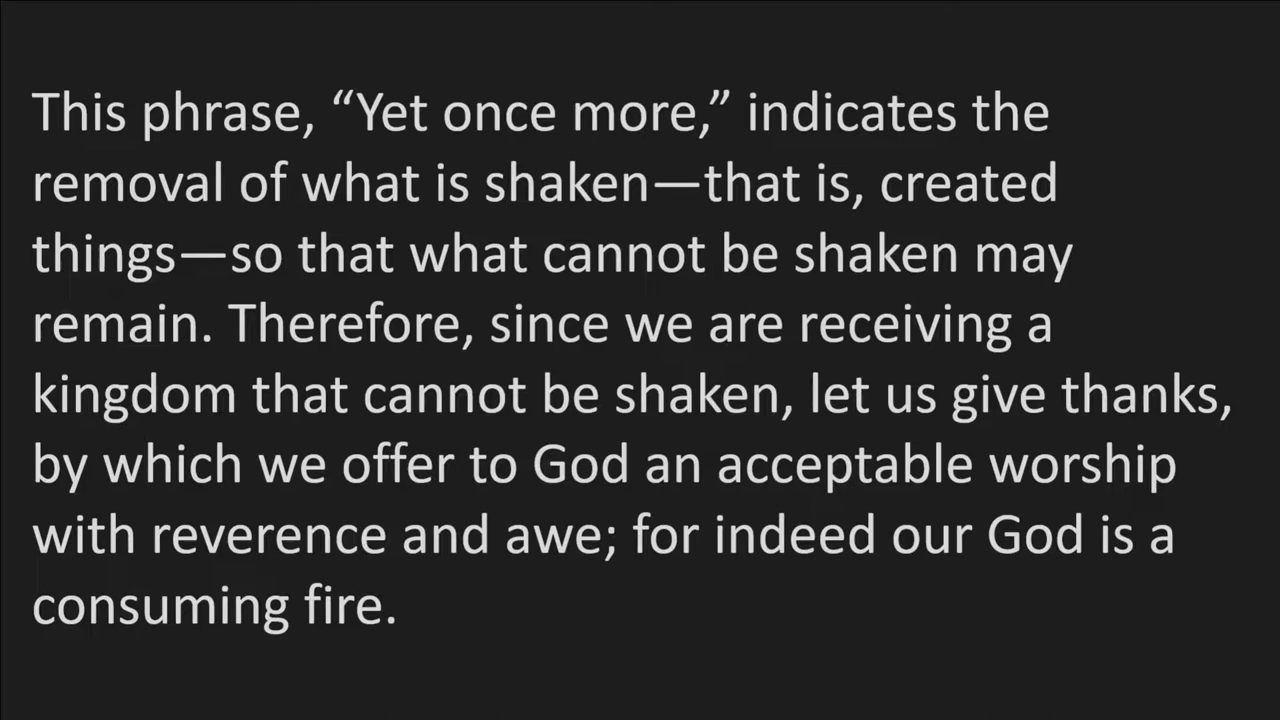 This phrase, “Yet once more,” indicates the
removal of what is shaken—that is, created
things—so that what cannot be shaken may
remain. Therefore, since we are receiving a
kingdom that cannot be shaken, let us give thanks,
by which we offer to God an acceptable worship
with reverence and awe; for indeed our God is a
consuming fire.